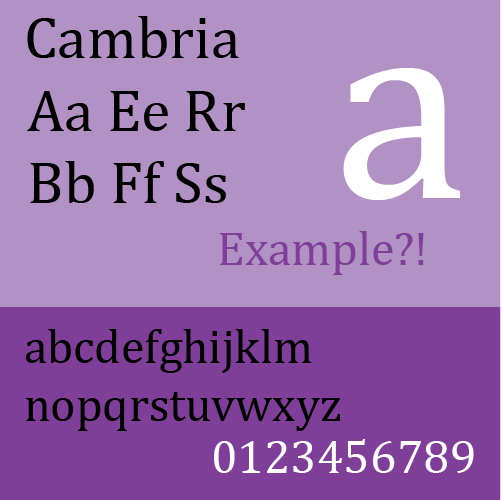 Cambria
Aa Ee Rr
Bb Ff Ss
a
Example?!
abcdefghijklm
nopqrstuvwxyz
0123456789